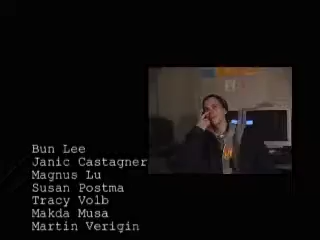 Bun Lee
Janic Castagner
Magnus Lu
Susan Postma
Tracy Volb
Makda Musa
Martin Verigin